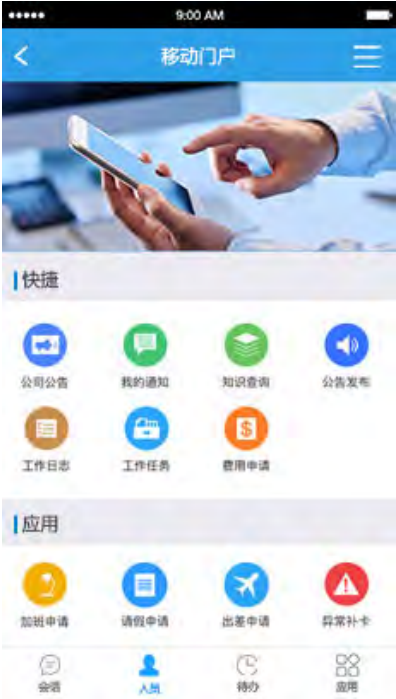 9:00 AM
移动门户
快捷
公司公告 我的通知 知识查询 公告发布
工作日志 工作任务 费用申请
应用
加班申请 请假申请 出差申请 异常补卡
会话 人员 待办 应用